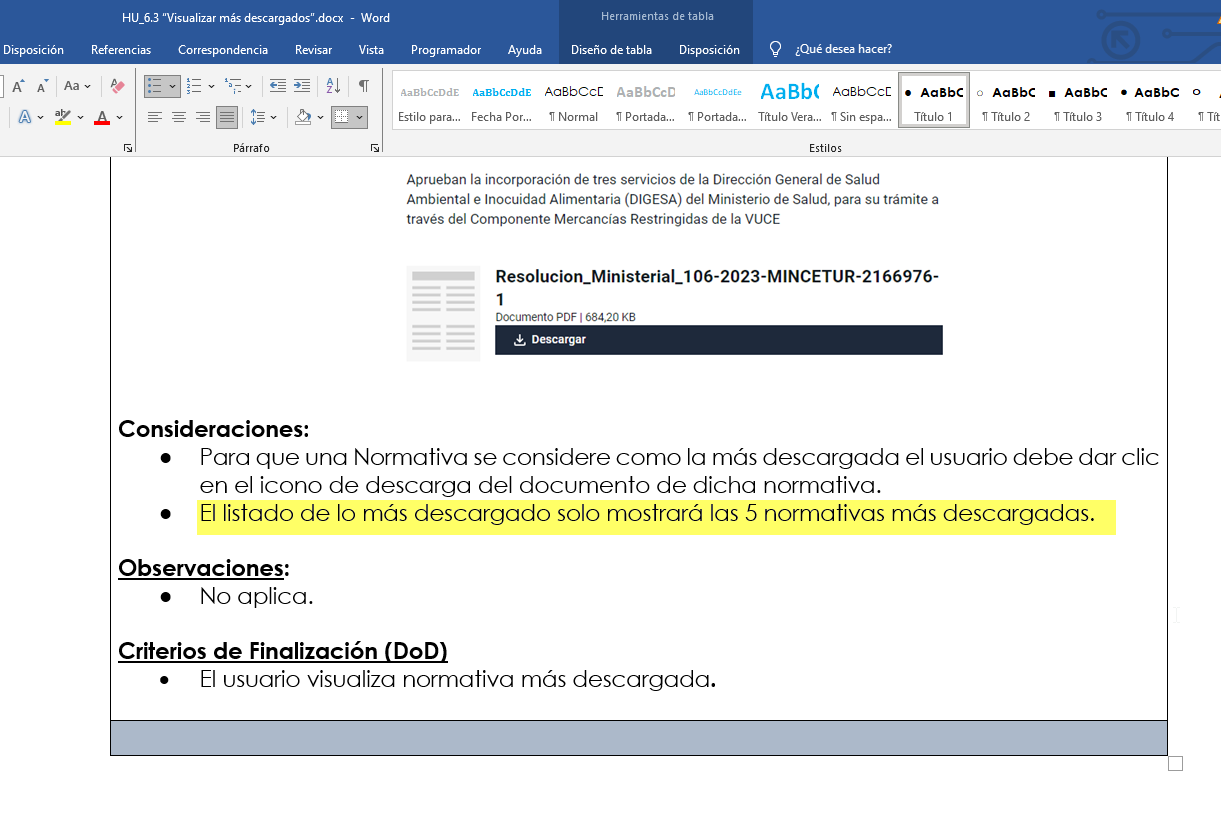 HU_6.3 “Visualizar más descargados”.docx - Word
Herramientas de tabla
Disposición Referencias Correspondencia Revisar Vista Programador Ayuda Diseño de tabla Disposición ¿Qué desea hacer?
A A Aa
AaBbCcDdE AaBbCcDdE AaBbCcD AaBbCcD AaBbCcDdEe AaBb( AaBbCcD AaBbC AaBbC AaBbC AaBbC
Estilo para... Fecha Por... ¶ Normal ¶ Portada... ¶ Portada... Título Vera... ¶ Sin espa... Título 1 ¶ Título 2 ¶ Título 3 ¶ Título 4 ¶ Tít
Párrafo Estilos
Aprueban la incorporación de tres servicios de la Dirección General de Salud
Ambiental e Inocuidad Alimentaria (DIGESA) del Ministerio de Salud, para su trámite a
través del Componente Mercancías Restringidas de la VUCE
Resolucion_Ministerial_106-2023-MINCETUR-2166976-
1
Documento PDF | 684,20 KB
Descargar
Consideraciones:
● Para que una Normativa se considere como la más descargada el usuario debe dar clic
en el icono de descarga del documento de dicha normativa.
● El listado de lo más descargado solo mostrará las 5 normativas más descargadas.
Observaciones:
● No aplica.
Criterios de Finalización (DoD)
• El usuario visualiza normativa más descargada.